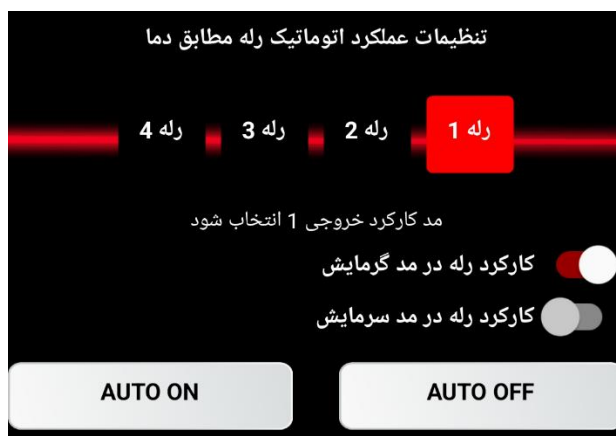 تنظیمات عملکرد اتوماتیک رله مطابق دما
رله 1 رله 2 رله 3 رله 4
مد کارکرد خروجی 1 انتخاب شود
کارکرد رله در مد گرمایش
کارکرد رله در مد سرمایش
AUTO ON AUTO OFF